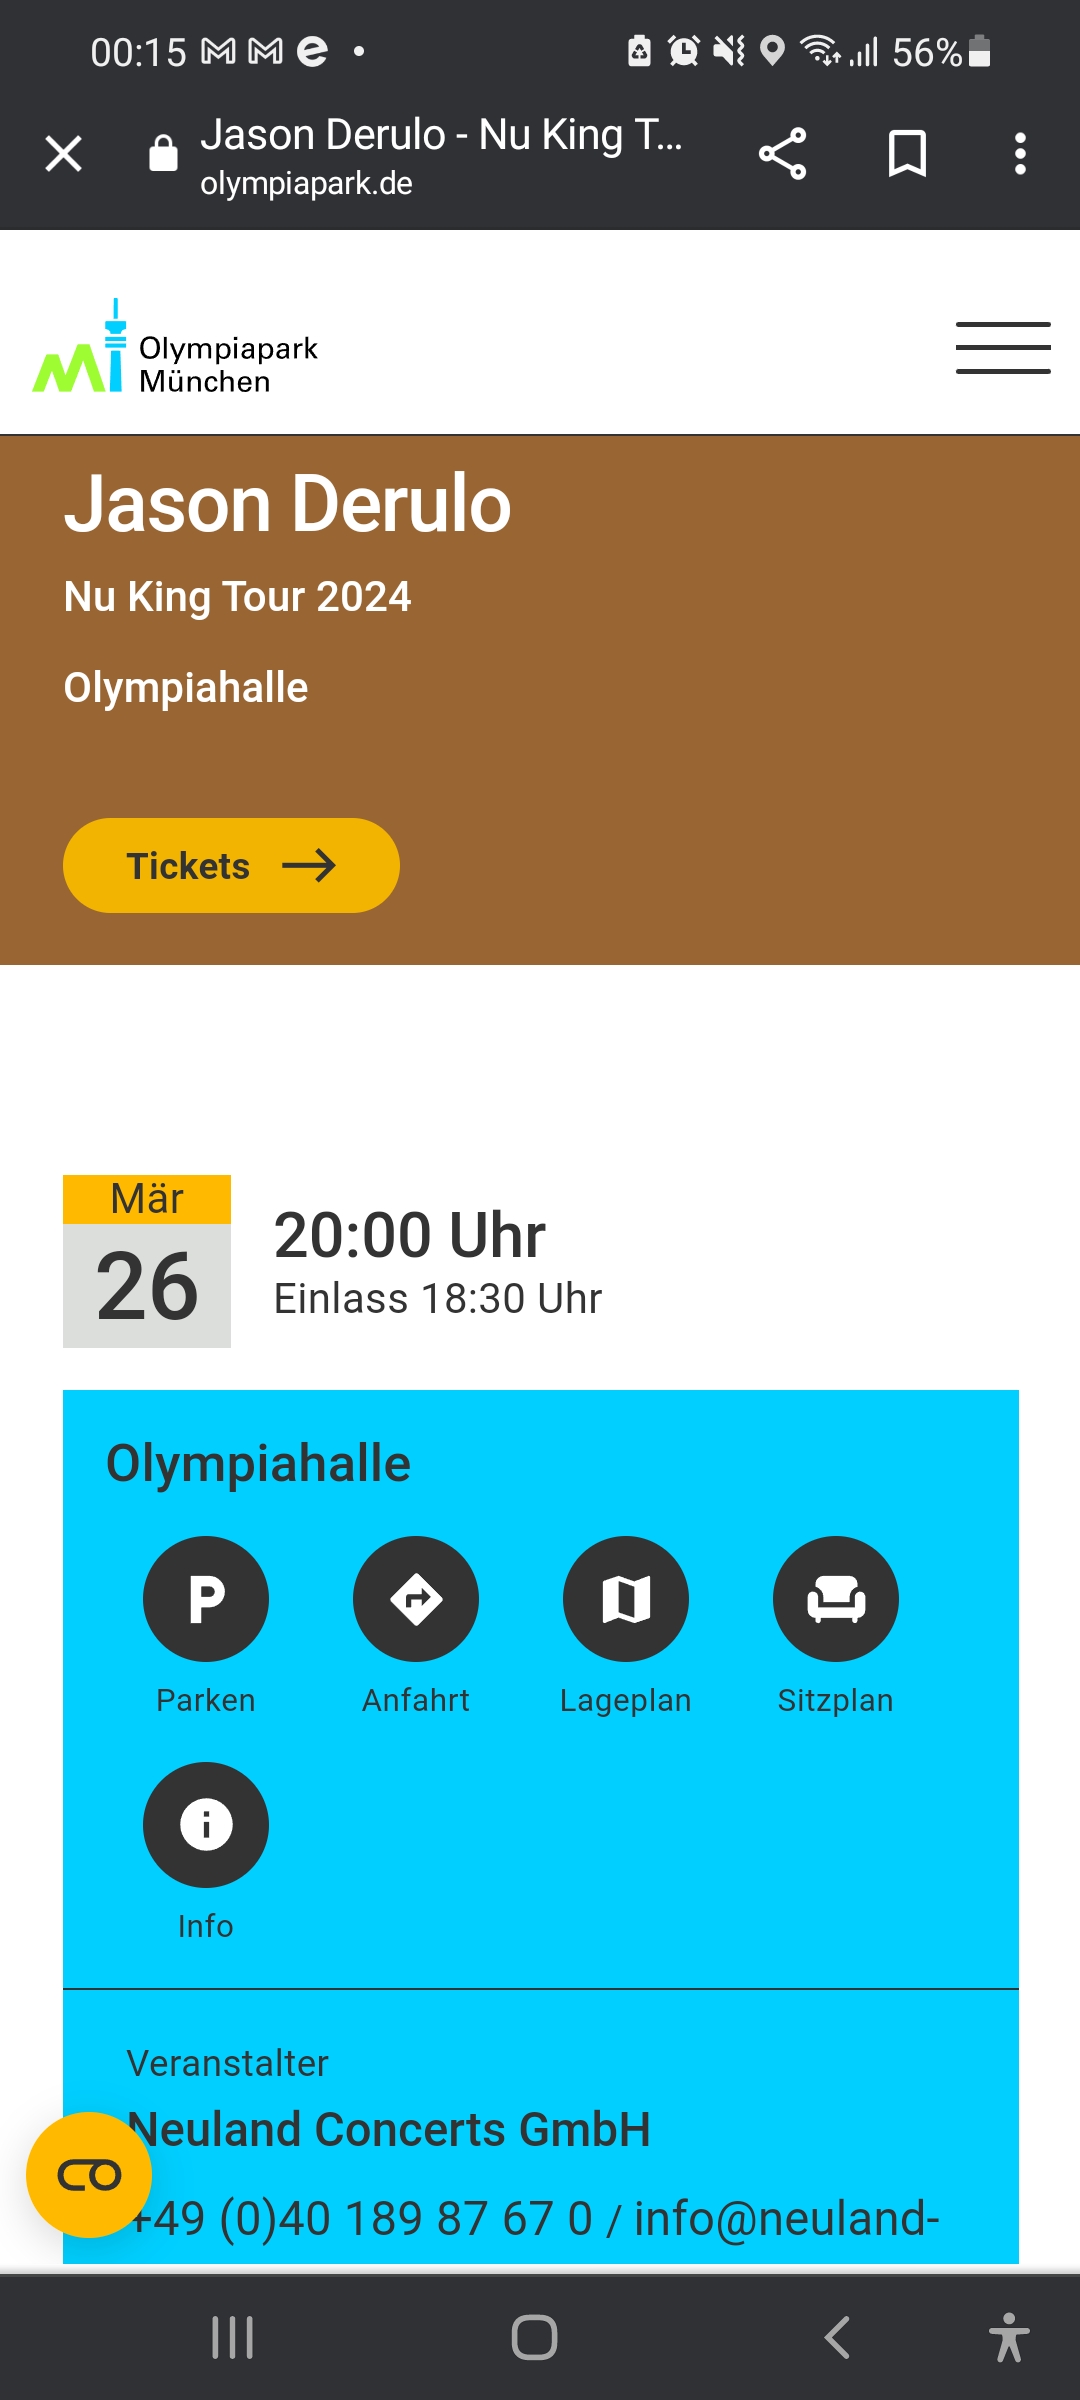 00:15
56%
Jason Derulo - Nu King T...
olympiapark.de
Olympiapark
München
Jason Derulo
Nu King Tour 2024
Olympiahalle
Tickets
Mär
26
20:00 Uhr
Einlass 18:30 Uhr
Olympiahalle
Parken Anfahrt Lageplan Sitzplan
Info
Veranstalter
Neuland Concerts GmbH
+49 (0)40 189 87 67 0 / info@neuland-